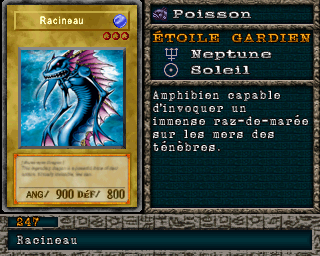 Racineau
ANG/ 900 DéF/ 800
Poisson
ÉTOILE GARDIEN
Neptune
Soleil
Amphibien capable
d'invoquer un
immense raz-de-marée
sur les mers des
ténèbres.
247
Racineau